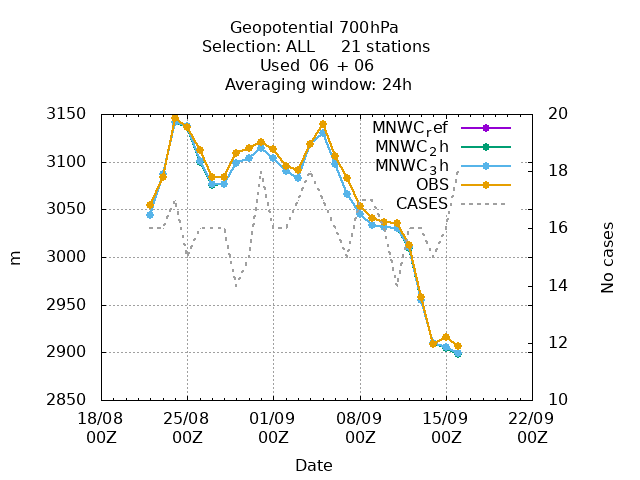 Geopotential 700hPa
Selection: ALL 21 stations
Used 06 + 06
Averaging window: 24h
3150 20
MNWC_ref
MNWC_2h
3100 18
MNWC_3h
OBS
3050 CASES
3000 16
m
No cases
2950 14
2900 12
2850 10
18/08 25/08 01/09 08/09 15/09 22/09
00Z 00Z 00Z 00Z 00Z 00Z
Date